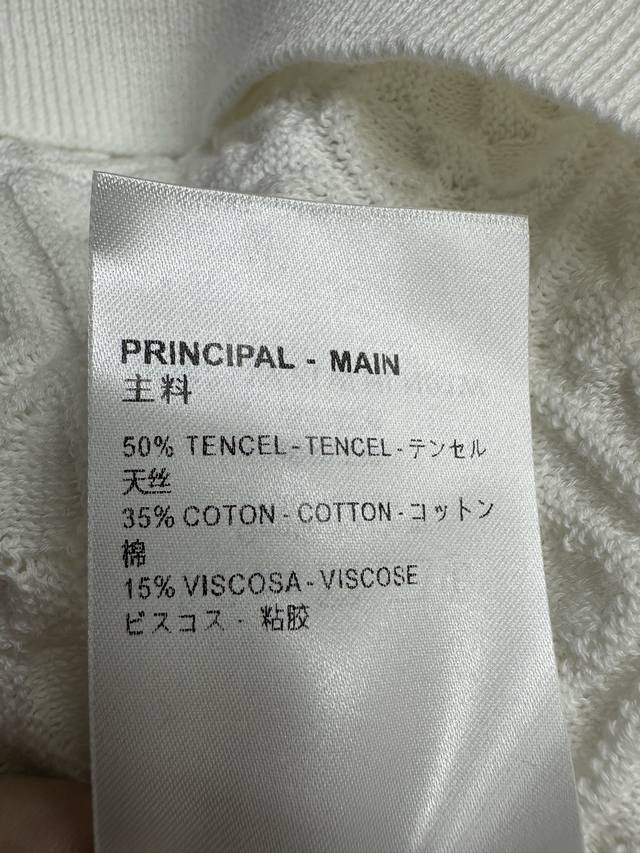 PRINCIPAL - MAIN
主料
50% TENCEL-TENCEL-テンセル
天丝
35% COTON - COTTON - コットン
棉
15% VISCOSA - VISCOSE
ビスコス - 粘胶